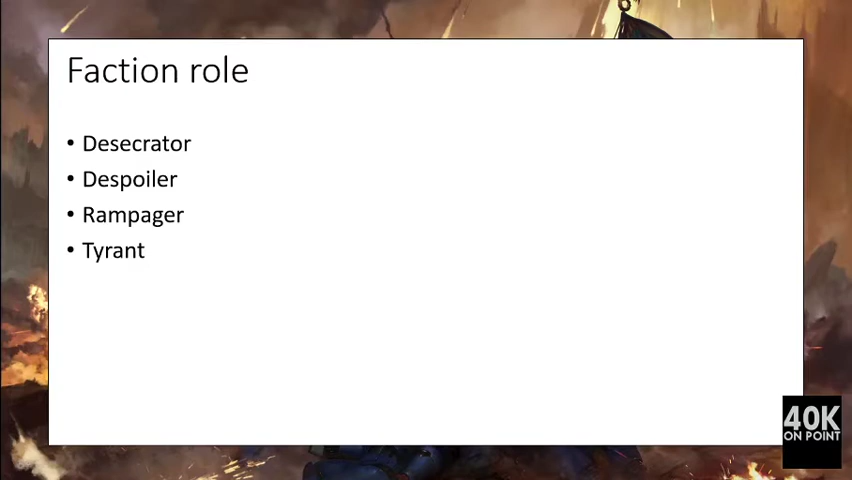 Faction role
• Desecrator
• Despoiler
• Rampager
• Tyrant
40K
ON POINT